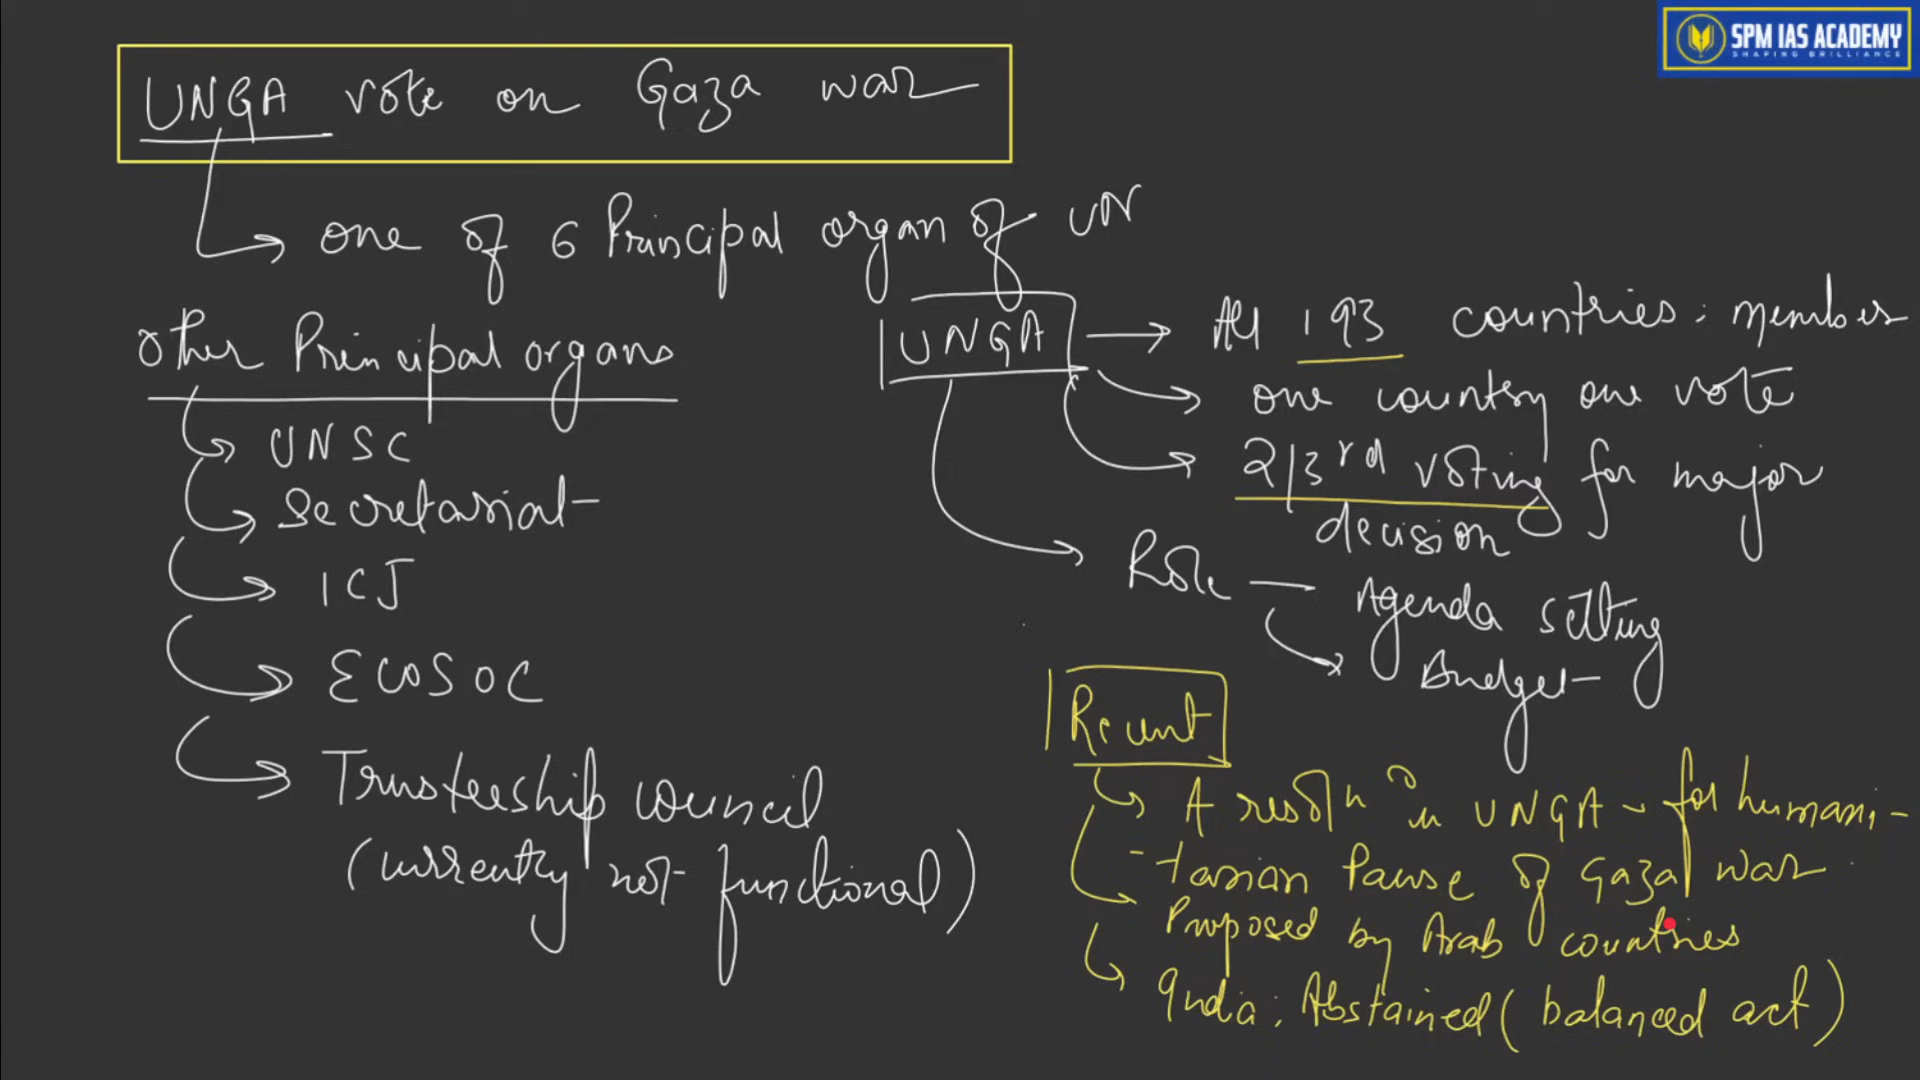 SPM IAS ACADEMY
SHAPING BRILLIANCE
UNGA vote on Gaza war
one of 6 Principal organ of UN
Other Principal organs
UNSC
Secretariat
ICJ
ECOSOC
Trusteeship council
(currently not functional)
UNGA
All 193 countries: member
one country one vote
2/3rd voting for major
decision
Role - Agenda setting
Budget
Recent
A resoln in UNGA - for humani-
-tarian Pause of Gaza war
Proposed by Arab countries
India: Abstained (balanced act)